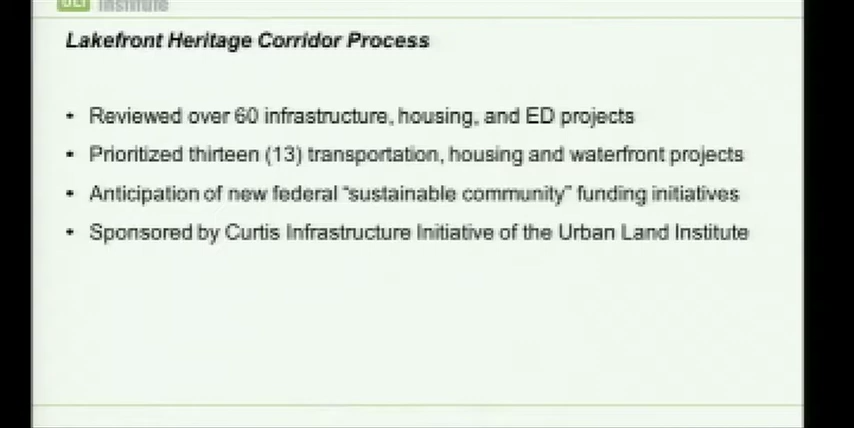 Institute
Lakefront Heritage Corridor Process
• Reviewed over 60 infrastructure, housing, and ED projects
• Prioritized thirteen (13) transportation, housing and waterfront projects
• Anticipation of new federal “sustainable community” funding initiatives
• Sponsored by Curtis Infrastructure Initiative of the Urban Land Institute